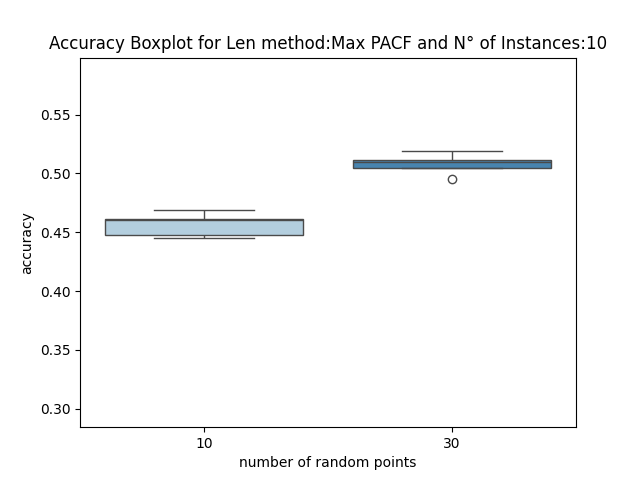 Accuracy Boxplot for Len method:Max PACF and N° of Instances:10
0.55
0.50
0.45
0.40
0.35
0.30
accuracy
10 30
number of random points